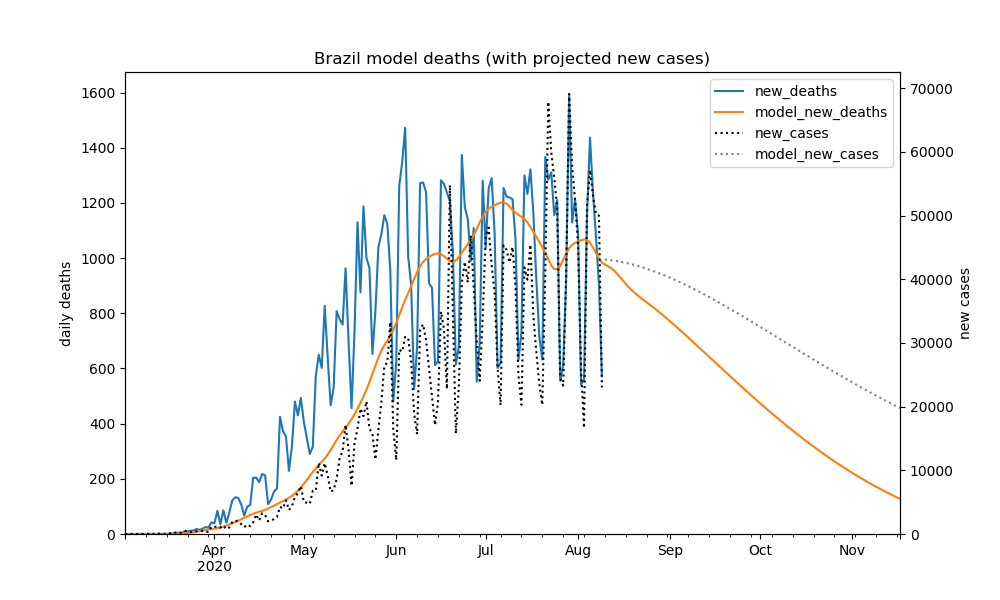 Brazil model deaths (with projected new cases)
new_deaths
model_new_deaths
new_cases
model_new_cases
1600
1400
1200
1000
800
600
400
200
0
daily deaths
70000
60000
50000
40000
30000
20000
10000
0
new cases
Apr
2020
May
Jun
Jul
Aug
Sep
Oct
Nov